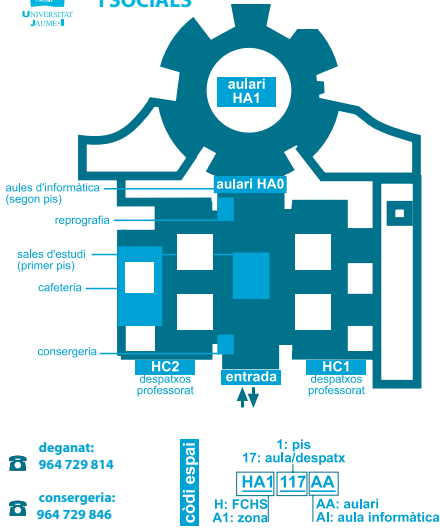 I SOCIALS
UNIVERSITAT
JAUME·I
aulari
HA1
aules d'informàtica
(segon pis)
aulari HA0
reprografia
sales d'estudi
(primer pis)
cafeteria
consergeria
HC2
despatxos
professorat
entrada
HC1
despatxos
professorat
deganat:
964 729 814
consergeria:
964 729 846
còdi espai
1: pis
17: aula/despatx
HA1 117 AA
H: FCHS
A1: zona
AA: aulari
AI: aula informàtica